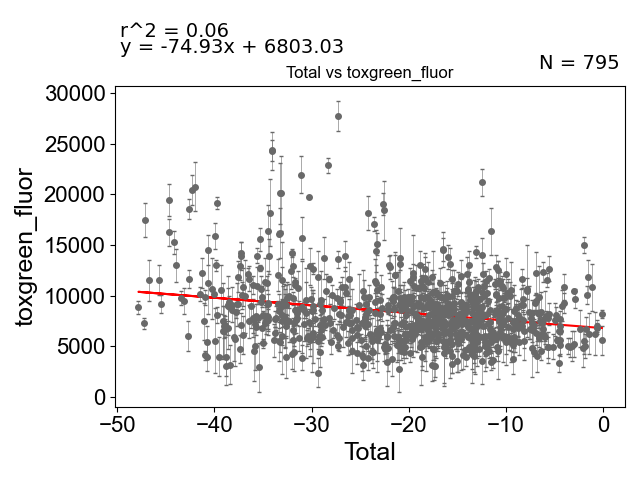 r^2 = 0.06
y = -74.93x + 6803.03
N = 795
Total vs toxgreen_fluor
30000
25000
20000
15000
10000
5000
0
toxgreen_fluor
−50 −40 −30 −20 −10 0
Total